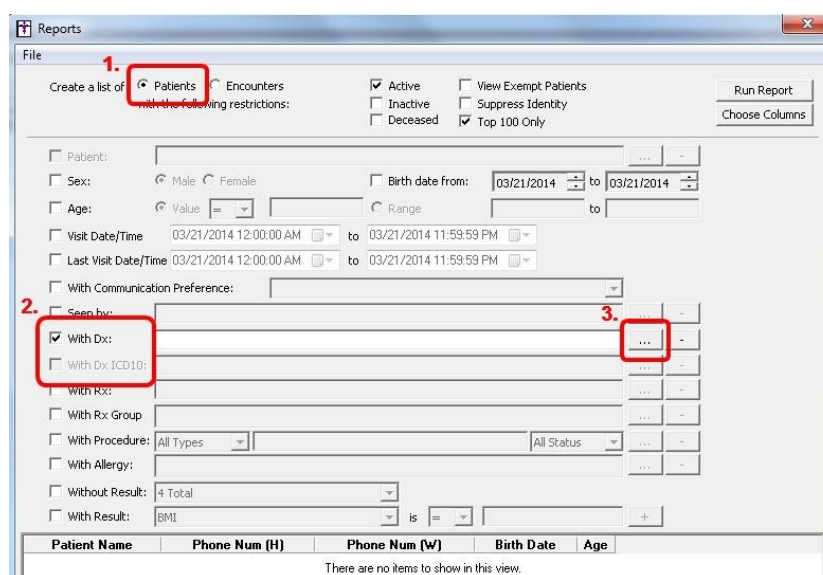 Reports
File
1.
Create a list of Patients Encounters Active View Exempt Patients Run Report
with the following restrictions: Inactive Suppress Identity
Deceased Top 100 Only Choose Columns
Patient: ... -
Sex: Male Female Birth date from: 03/21/2014 to 03/21/2014
Age: Value = Range to
Visit Date/Time 03/21/2014 12:00:00 AM to 03/21/2014 11:59:59 PM
Last Visit Date/Time 03/21/2014 12:00:00 AM to 03/21/2014 11:59:59 PM
With Communication Preference:
2. Seen by: 3. ... -
With Dx: ... -
With Dx ICD10: ... -
With Rx: ... -
With Rx Group ... -
With Procedure: All Types All Status ... -
With Allergy: ... -
Without Result: 4 Total
With Result: BMI is = +
Patient Name Phone Num (H) Phone Num (W) Birth Date Age
There are no items to show in this view.